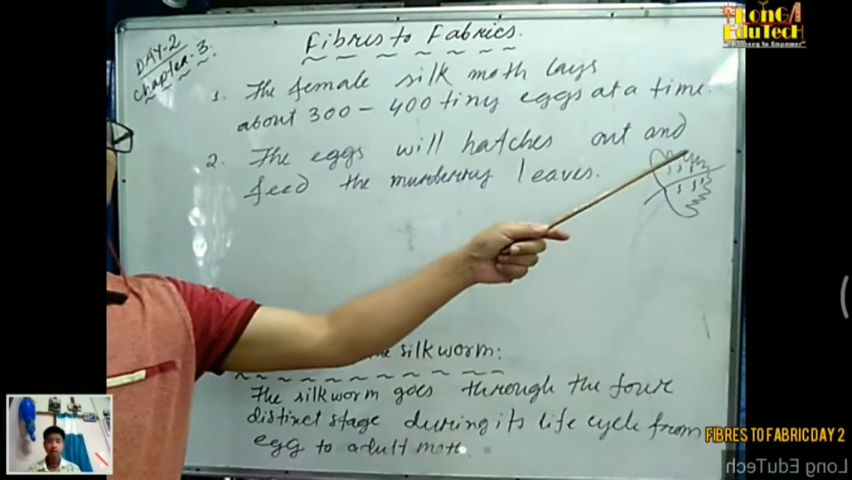 LONGA
EDUTECH
DAY-2
Chapter-3
Fibres to Fabrics.
1. The female silk moth lays
about 300 - 400 tiny eggs at a time.
2. The eggs will hatches out and
feed the munberry leaves.
silkworm:
The silkworm goes through the four
distinct stage during its life cycle from
egg to adult moth.
FIBRES TO FABRIC DAY 2
Long EduTech